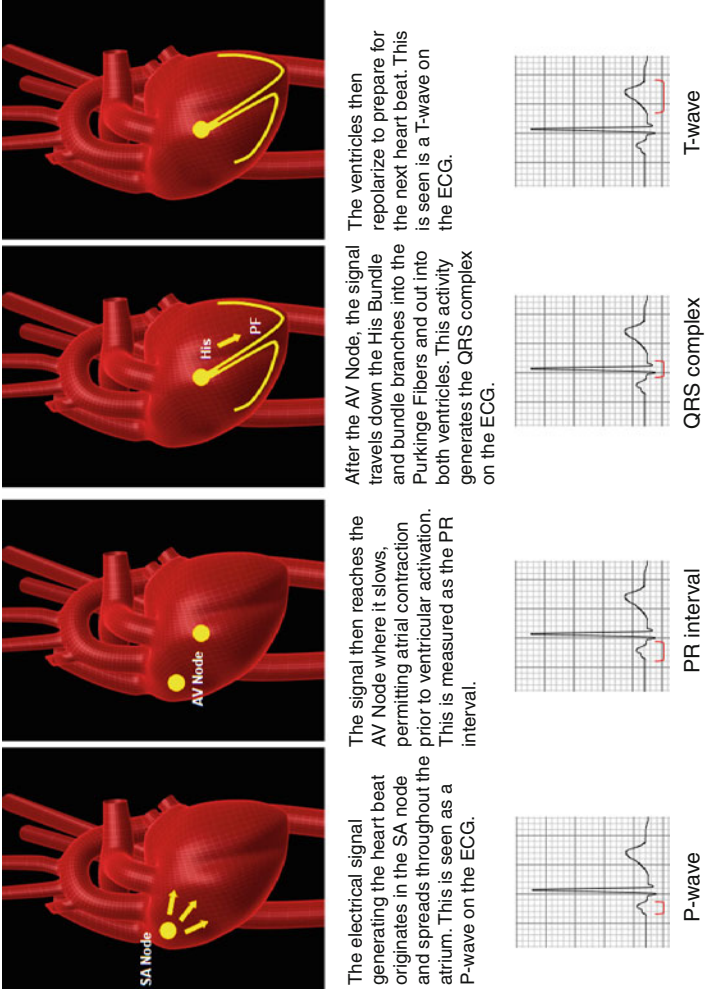 SA Node
The electrical signal
generating the heart beat
originates in the SA node
and spreads throughout the
atrium. This is seen as a
P-wave on the ECG.
P-wave
AV Node
The signal then reaches the
AV Node where it slows,
permitting atrial contraction
prior to ventricular activation.
This is measured as the PR
interval.
PR interval
His
PF
After the AV Node, the signal
travels down the His Bundle
and bundle branches into the
Purkinge Fibers and out into
both ventricles. This activity
generates the QRS complex
on the ECG.
QRS complex
The ventricles then
repolarize to prepare for
the next heart beat. This
is seen is a T-wave on
the ECG.
T-wave